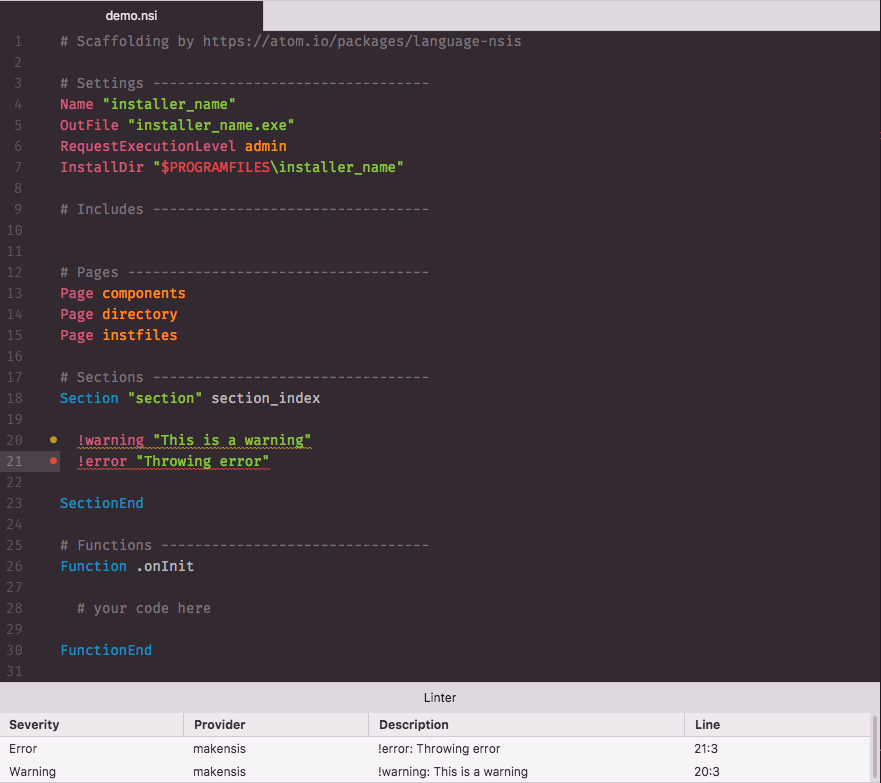 demo.nsi
1 # Scaffolding by https://atom.io/packages/language-nsis
2
3 # Settings ---------------------------------
4 Name "installer_name"
5 OutFile "installer_name.exe"
6 RequestExecutionLevel admin
7 InstallDir "$PROGRAMFILES\installer_name"
8
9 # Includes ---------------------------------
10
11
12 # Pages ------------------------------------
13 Page components
14 Page directory
15 Page instfiles
16
17 # Sections ---------------------------------
18 Section "section" section_index
19
20 !warning "This is a warning"
21 !error "Throwing error"
22
23 SectionEnd
24
25 # Functions --------------------------------
26 Function .onInit
27
28 # your code here
29
30 FunctionEnd
31
Linter
Severity Provider Description Line
Error makensis !error: Throwing error 21:3
Warning makensis !warning: This is a warning 20:3